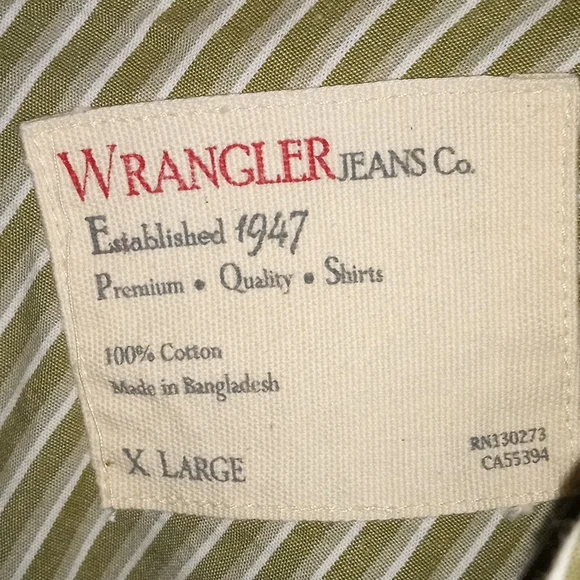 WRANGLER JEANS Co.
Established 1947
Premium • Quality • Shirts
100% Cotton
Made in Bangladesh
X LARGE
RN130273
CA55394